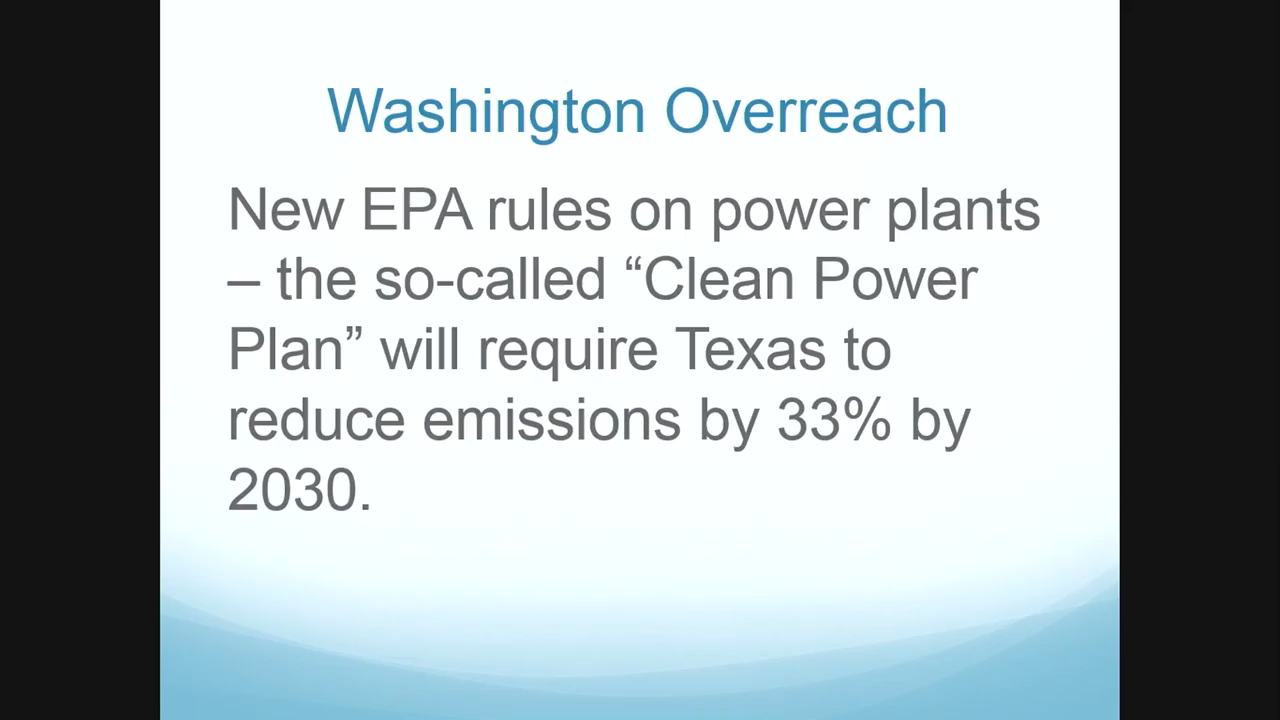 Washington Overreach
New EPA rules on power plants
– the so-called “Clean Power
Plan” will require Texas to
reduce emissions by 33% by
2030.